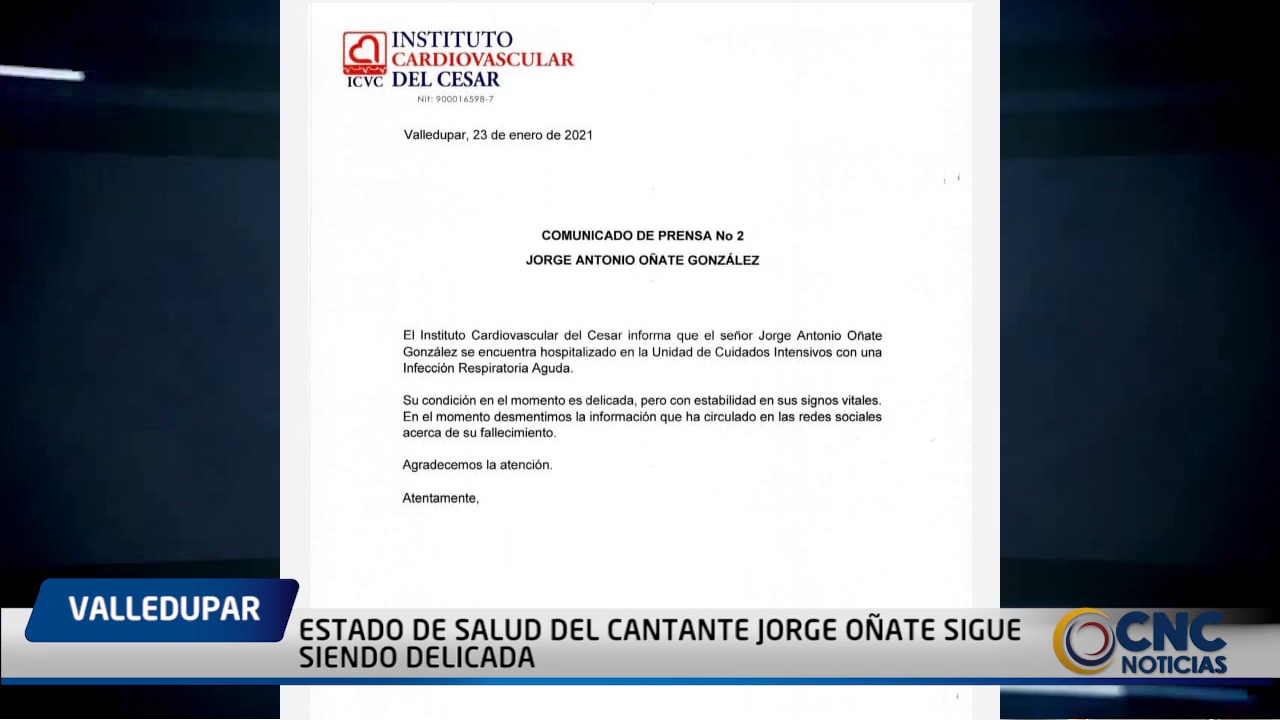 INSTITUTO
CARDIOVASCULAR
DEL CESAR
ICVC
Nit: 900016598-7
Valledupar, 23 de enero de 2021
COMUNICADO DE PRENSA No 2
JORGE ANTONIO OÑATE GONZÁLEZ
El Instituto Cardiovascular del Cesar informa que el señor Jorge Antonio Oñate
González se encuentra hospitalizado en la Unidad de Cuidados Intensivos con una
Infección Respiratoria Aguda.
Su condición en el momento es delicada, pero con estabilidad en sus signos vitales.
En el momento desmentimos la información que ha circulado en las redes sociales
acerca de su fallecimiento.
Agradecemos la atención.
Atentamente,
VALLEDUPAR
ESTADO DE SALUD DEL CANTANTE JORGE OÑATE SIGUE
SIENDO DELICADA
CNC
NOTICIAS